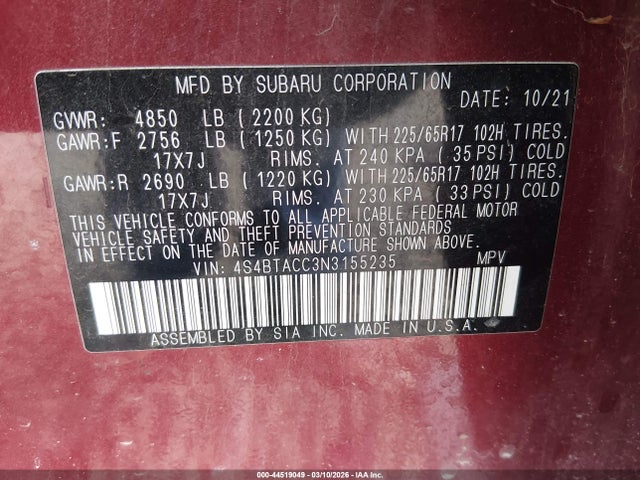 MFD BY SUBARU CORPORATION
DATE: 10/21
GVWR: 4850 LB (2200 KG)
GAWR:F 2756 LB (1250 KG) WITH 225/65R17 102H TIRES.
17X7J RIMS. AT 240 KPA (35 PSI) COLD
GAWR:R 2690 LB (1220 KG) WITH 225/65R17 102H TIRES.
17X7J RIMS. AT 230 KPA (33 PSI) COLD
THIS VEHICLE CONFORMS TO ALL APPLICABLE FEDERAL MOTOR
VEHICLE SAFETY AND THEFT PREVENTION STANDARDS
IN EFFECT ON THE DATE OF MANUFACTURE SHOWN ABOVE.
VIN: 4S4BTACC3N3155235 MPV
ASSEMBLED BY SIA INC. MADE IN U.S.A.
000-44519049 - 03/10/2026 - IAAI.com